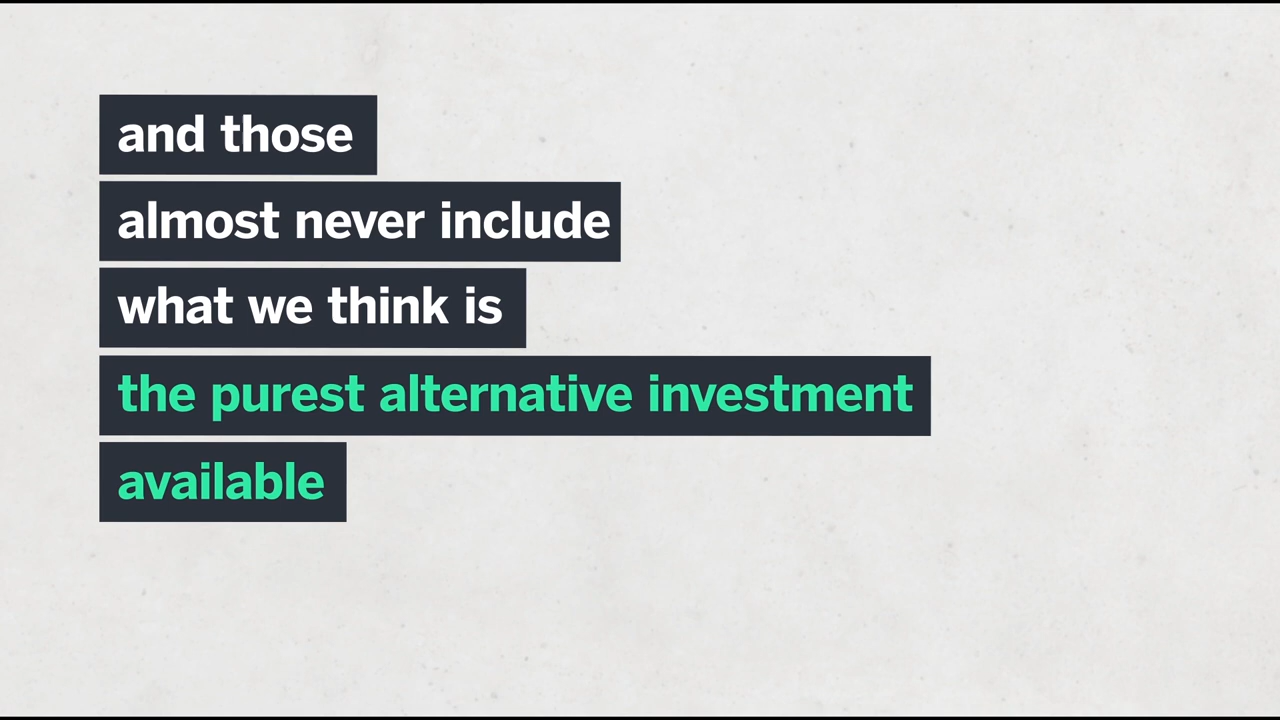 and those
almost never include
what we think is
the purest alternative investment
available